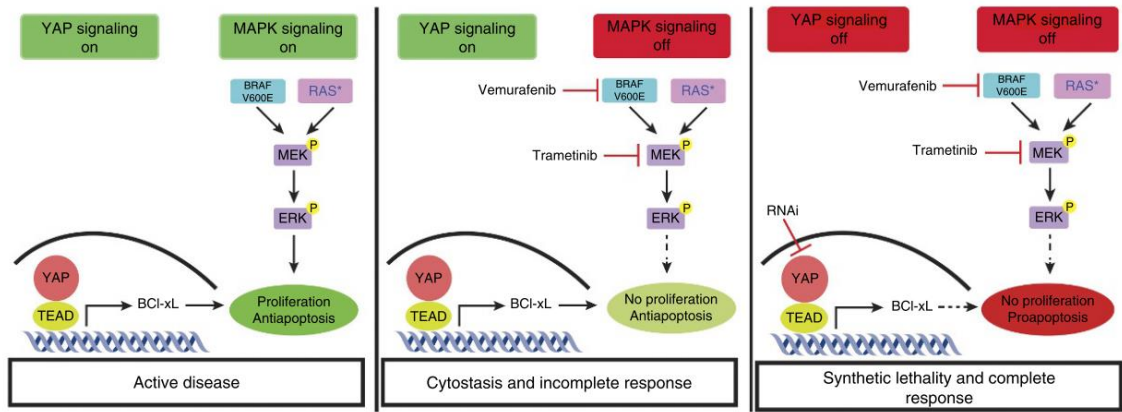 YAP signaling
on
MAPK signaling
on
BRAF
V600E
RAS*
MEK
P
ERK
P
YAP
TEAD
BCl-xL
Proliferation
Antiapoptosis
Active disease
YAP signaling
on
MAPK signaling
off
Vemurafenib
BRAF
V600E
RAS*
Trametinib
MEK
P
ERK
P
YAP
TEAD
BCl-xL
No proliferation
Antiapoptosis
Cytostasis and incomplete response
YAP signaling
off
MAPK signaling
off
Vemurafenib
BRAF
V600E
RAS*
Trametinib
MEK
P
ERK
P
RNAi
YAP
TEAD
BCl-xL
No proliferation
Proapoptosis
Synthetic lethality and complete
response